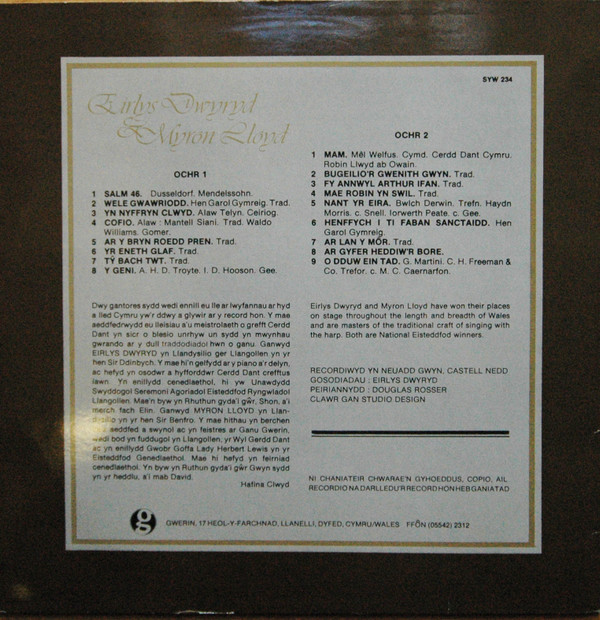 SYW 234
Eirlys Dwyryd
& Myron Lloyd
OCHR 1
1 SALM 46. Dusseldorf. Mendelssohn.
2 WELE GWAWRIODD. Hen Garol Gymreig. Trad.
3 YN NYFFRYN CLWYD. Alaw Telyn. Ceiriog.
4 COFIO. Alaw : Mantell Siani. Trad. Waldo
Williams. Gomer.
5 AR Y BRYN ROEDD PREN. Trad.
6 YR ENETH GLAF. Trad.
7 TŶ BACH TWT. Trad.
8 Y GENI. A. H. D. Troyte. I. D. Hooson. Gee.
OCHR 2
1 MAM. Mêl Welfus. Cymd. Cerdd Dant Cymru.
Robin Llwyd ab Owain.
2 BUGEILIO'R GWENITH GWYN. Trad.
3 FY ANNWYL ARTHUR IFAN. Trad.
4 MAE ROBIN YN SWIL. Trad.
5 NANT YR EIRA. Bwlch Derwin. Trefn. Haydn
Morris. c. Snell. Iorwerth Peate. c. Gee.
6 HENFFYCH I TI FABAN SANCTAIDD. Hen
Garol Gymreig.
7 AR LAN Y MÔR. Trad.
8 AR GYFER HEDDIW'R BORE.
9 O DDUW EIN TAD. G. Martini. C. H. Freeman &
Co. Trefor. c. M. C. Caernarfon.
Dwy gantores sydd wedi ennill eu lle ar lwyfannau ar hyd
a lled Cymru yw'r ddwy a glywir ar y record hon. Y mae
aeddfedrwydd eu lleisiau a'u meistrolaeth o grefft Cerdd
Dant yn sicr o blesio unrhyw un sydd yn mwynhau
gwrando ar y dull traddodiadol hwn o ganu. Ganwyd
EIRLYS DWYRYD yn Llandysilio ger Llangollen yn yr
hen Sir Ddinbych. Y mae hi'n gelfydd ar y piano a'r delyn,
ac hefyd yn osodwr a hyfforddwr Cerdd Dant crefftus
iawn. Yn enillydd cenedlaethol, hi yw Unawdydd
Swyddogol Seremoni Agoriadol Eisteddfod Ryngwladol
Llangollen. Mae'n byw yn Rhuthun gyda'i gŵr, Shon, a'i
merch fach Elin. Ganwyd MYRON LLOYD yn Llan-
dysilio yn yr hen Sir Benfro. Y mae hithau yn berchen
aeddfed a swynol ac yn feistres ar Ganu Gwerin,
wedi bod yn fuddugol yn Llangollen, yr Wyl Gerdd Dant
ac yn enillydd Gwobr Goffa Lady Herbert Lewis yn yr
Eisteddfod Genedlaethol. Mae hi hefyd yn feirniad
cenedlaethol. Yn byw yn Ruthun gyda'i gŵr Gwyn sydd
yn yr heddlu, a'i mab David.
Hafina Clwyd
Eirlys Dwyryd and Myron Lloyd have won their places
on stage throughout the length and breadth of Wales
and are masters of the traditional craft of singing with
the harp. Both are National Eisteddfod winners.
RECORDIWYD YN NEUADD GWYN, CASTELL NEDD
GOSODIADAU : EIRLYS DWYRYD
PEIRIANNYDD : DOUGLAS ROSSER
CLAWR GAN STUDIO DESIGN
NI CHANIATEIR CHWARAE'N GYHOEDDUS, COPIO, AIL
RECORDIO NA DARLLEDU'R RECORD HON HEB GANIATAD
g GWERIN, 17 HEOL-Y-FARCHNAD, LLANELLI, DYFED, CYMRU/WALES FFÔN (05542) 2312